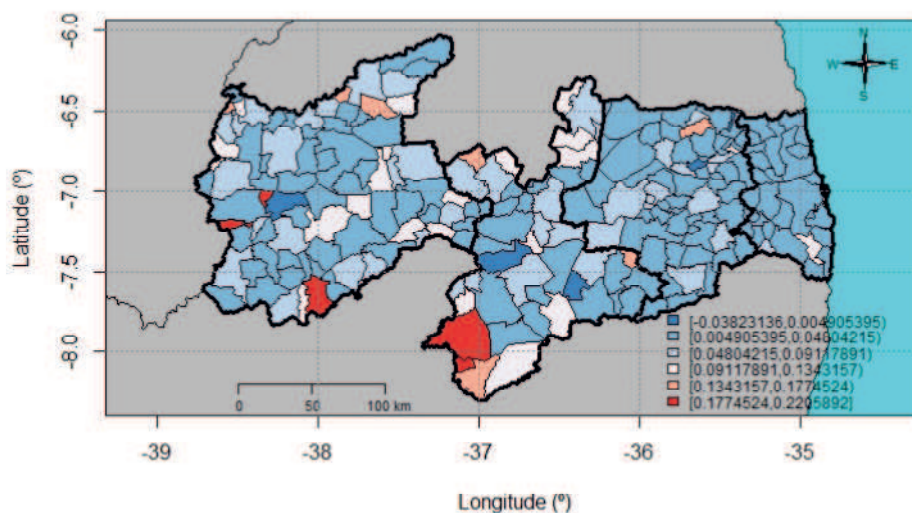 -6.0
-6.5
-7.0
-7.5
-8.0
Latitude (º)
N
W E
S
[-0.03823136,0.004905395)
[0.004905395,0.04804215)
[0.04804215,0.09117891)
[0.09117891,0.1343157)
[0.1343157,0.1774524)
[0.1774524,0.2205892]
0 50 100 km
-39 -38 -37 -36 -35
Longitude (º)